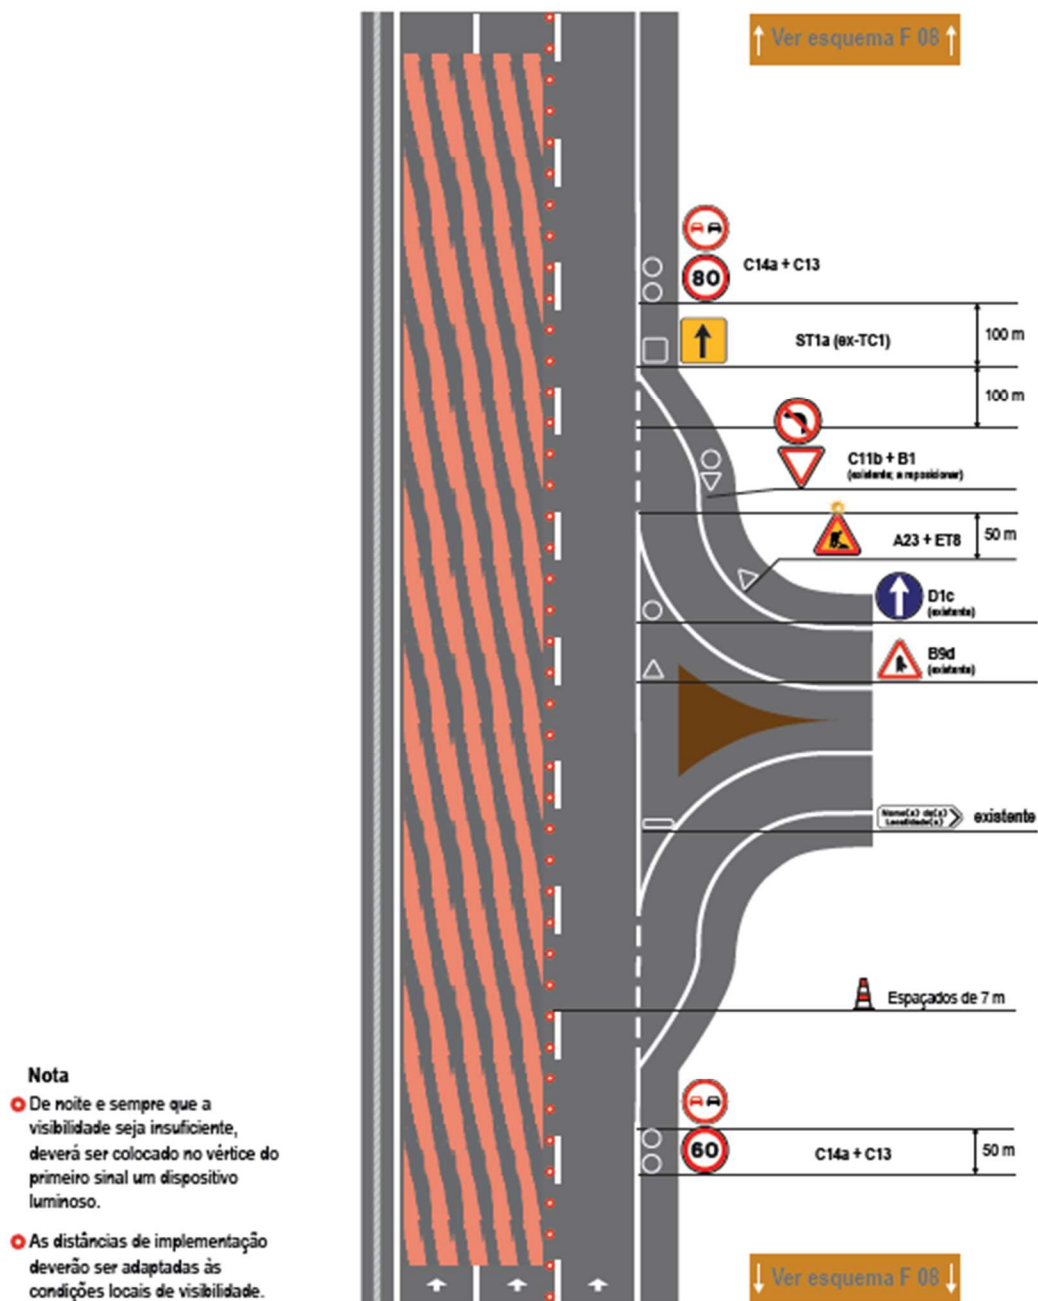 Ver esquema F 08
80
C14a + C13
100 m
ST1a (ex-TC1)
100 m
C11b + B1
(existente; a reposicionar)
A23 + ET8
50 m
D1c
(existente)
B9d
(existente)
Nome(s) da(s)
Localidade(s)
existente
Espaçados de 7 m
Nota
De noite e sempre que a
visibilidade seja insuficiente,
deverá ser colocado no vértice do
primeiro sinal um dispositivo
luminoso.
60
C14a + C13
50 m
As distâncias de implementação
deverão ser adaptadas às
condições locais de visibilidade.
Ver esquema F 08